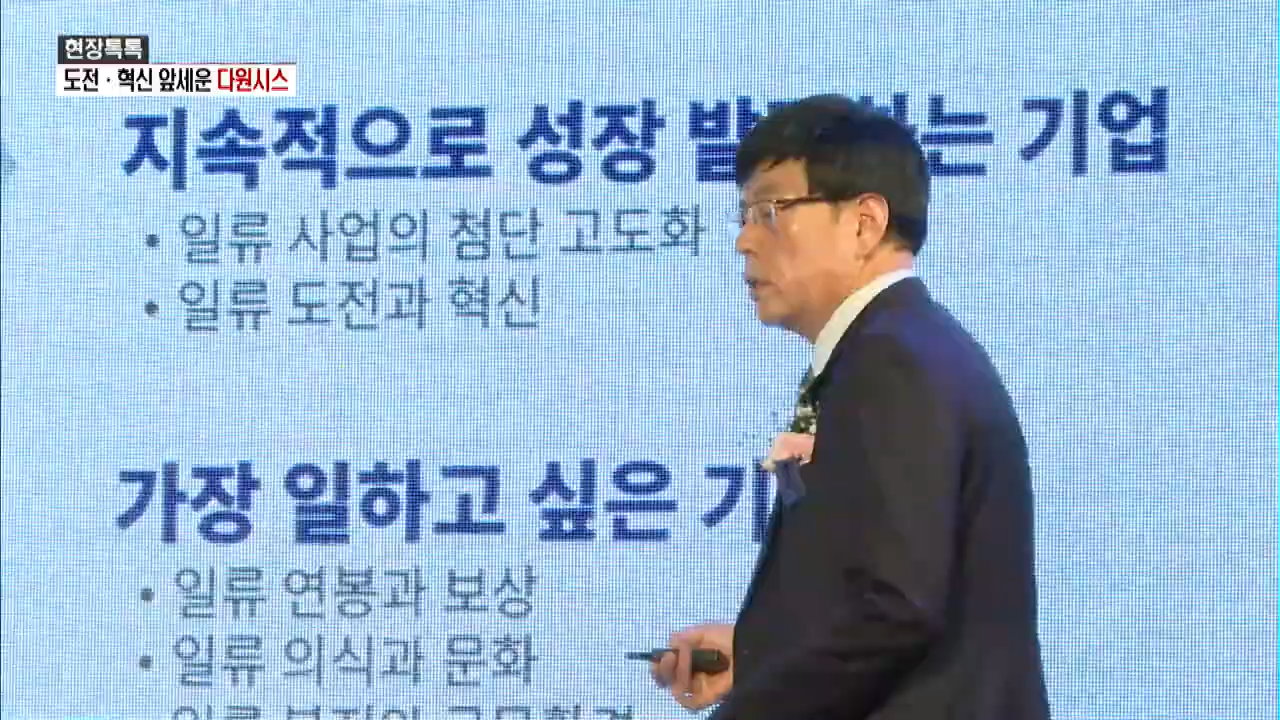 현장톡톡
도전·혁신 앞세운 다원시스
지속적으로 성장 하는 기업
• 일류 사업의 첨단 고도화
• 일류 도전과 혁신
가장 일하고 싶은
• 일류 연봉과 보상
• 일류 의식과 문화
일류